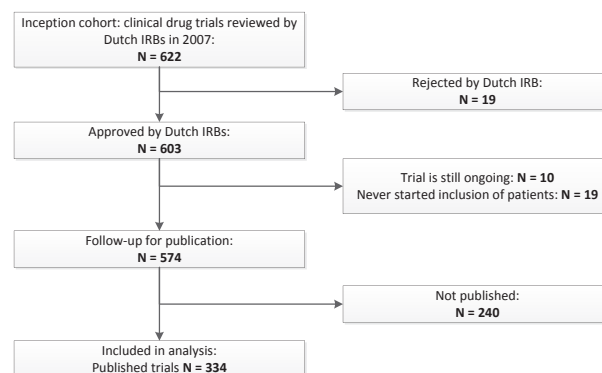 Inception cohort: clinical drug trials reviewed by
Dutch IRBs in 2007:
N = 622
Rejected by Dutch IRB:
N = 19
Approved by Dutch IRBs:
N = 603
Trial is still ongoing: N = 10
Never started inclusion of patients: N = 19
Follow-up for publication:
N = 574
Not published:
N = 240
Included in analysis:
Published trials N = 334